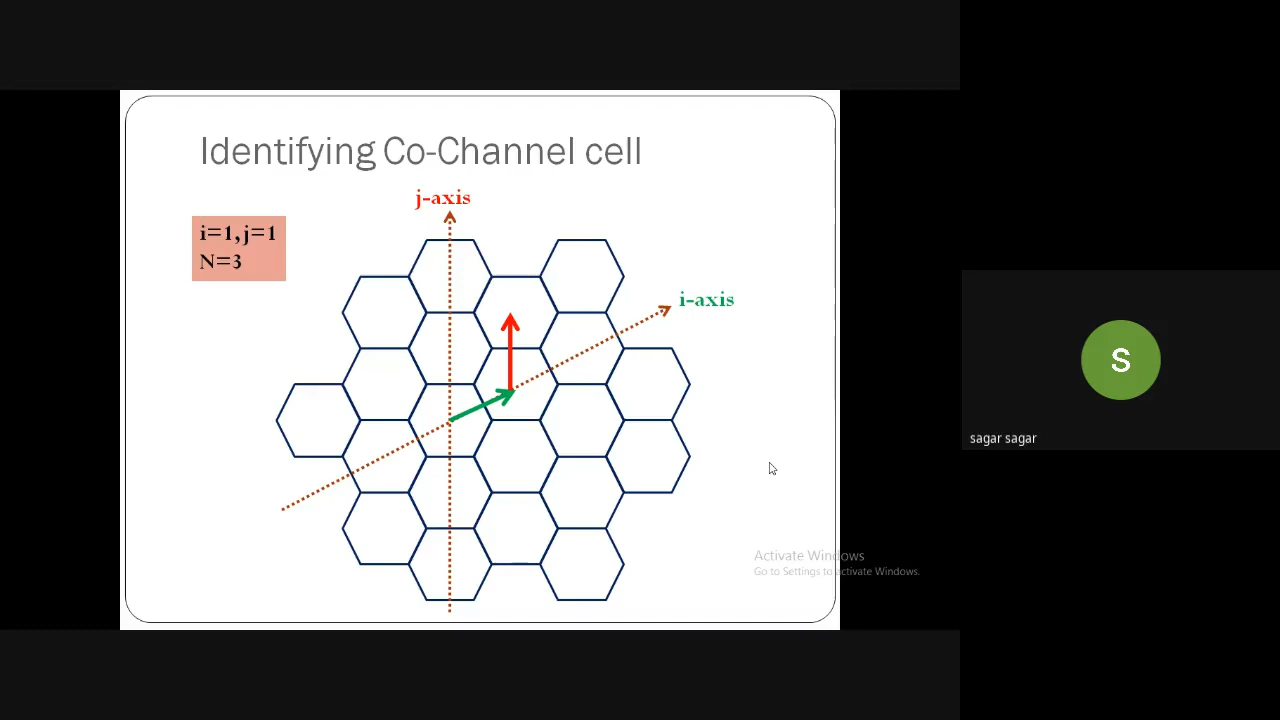 Identifying Co-Channel cell
j-axis
i=1,j=1
N=3
i-axis
S
sagar sagar
Activate Windows
Go to Settings to activate Windows.